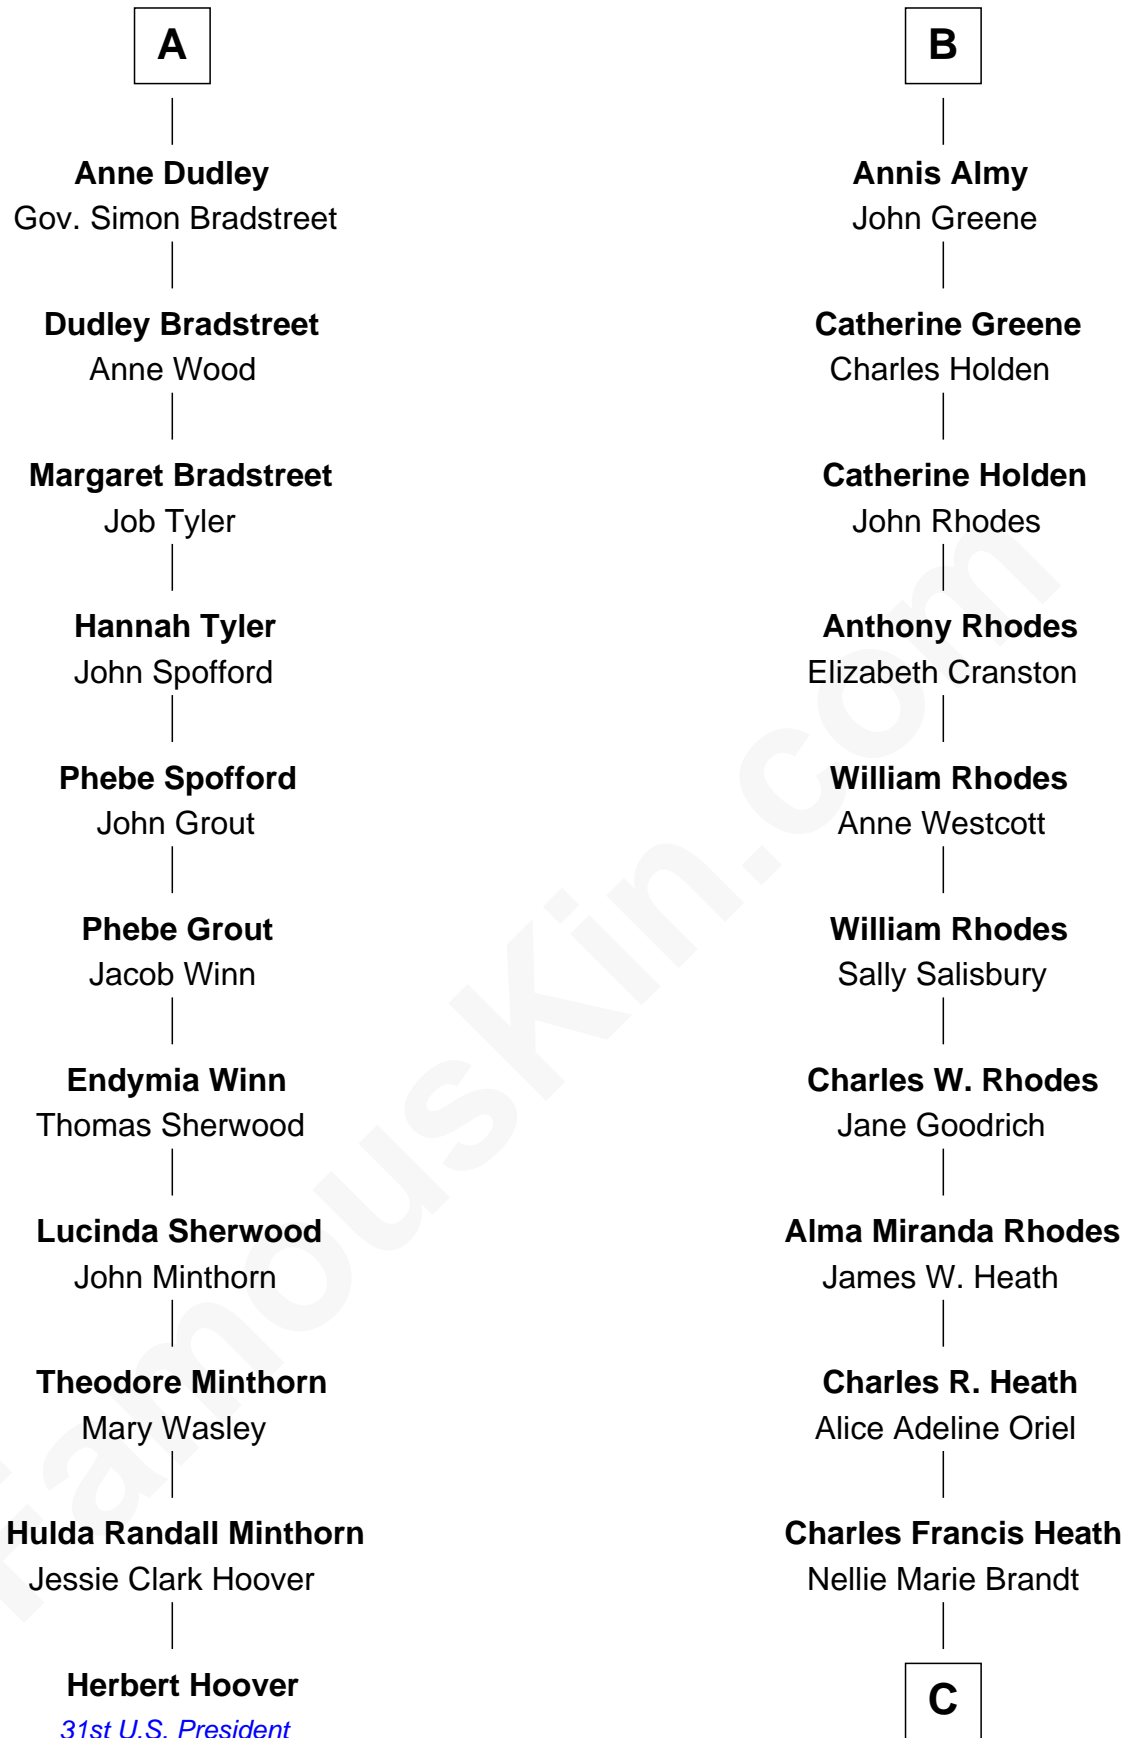 A
Anne Dudley
Gov. Simon Bradstreet
Dudley Bradstreet
Anne Wood
Margaret Bradstreet
Job Tyler
Hannah Tyler
John Spofford
Phebe Spofford
John Grout
Phebe Grout
Jacob Winn
Endymia Winn
Thomas Sherwood
Lucinda Sherwood
John Minthorn
Theodore Minthorn
Mary Wasley
Hulda Randall Minthorn
Jessie Clark Hoover
Herbert Hoover
31st U.S. President
B
Annis Almy
John Greene
Catherine Greene
Charles Holden
Catherine Holden
John Rhodes
Anthony Rhodes
Elizabeth Cranston
William Rhodes
Anne Westcott
William Rhodes
Sally Salisbury
Charles W. Rhodes
Jane Goodrich
Alma Miranda Rhodes
James W. Heath
Charles R. Heath
Alice Adeline Oriel
Charles Francis Heath
Nellie Marie Brandt
C
FamousKin.com